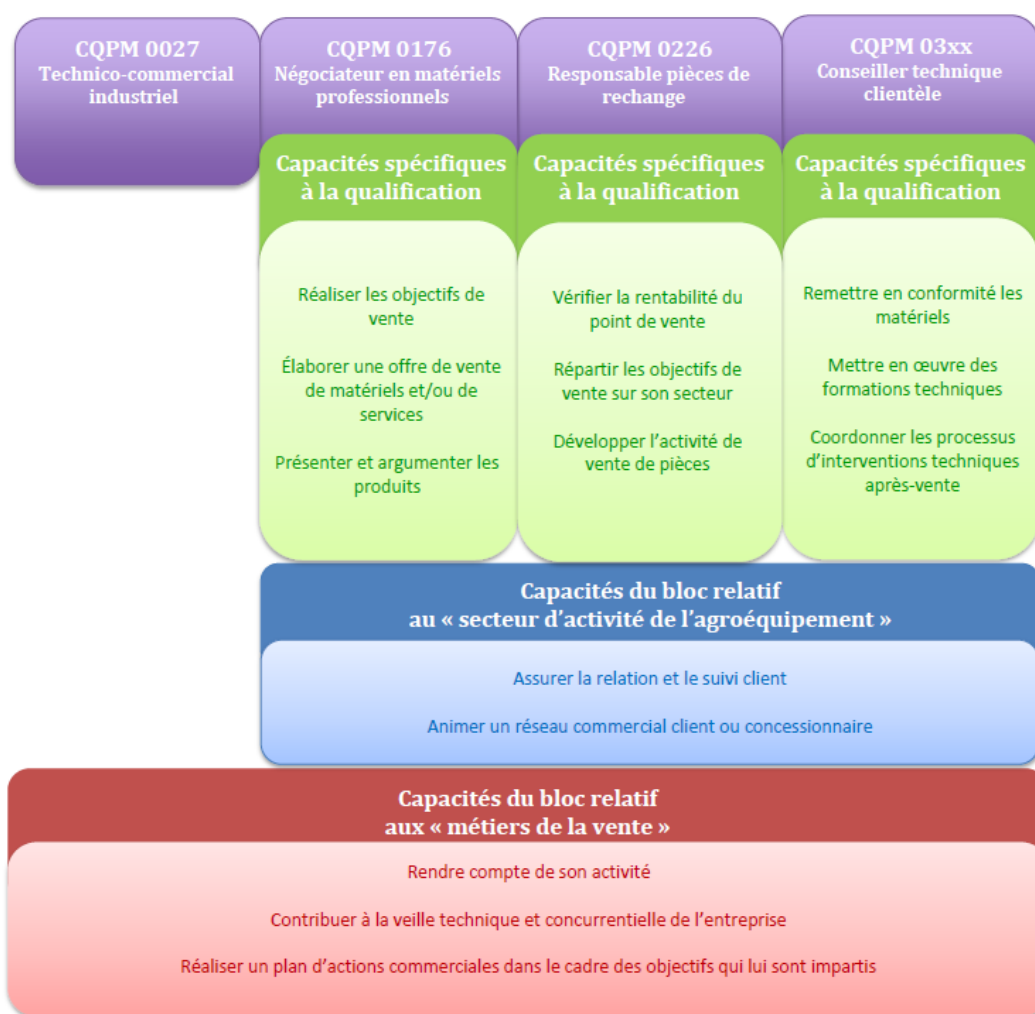 CQPM 0027
Technico-commercial
industriel
CQPM 0176
Négociateur en matériels
professionnels
CQPM 0226
Responsable pièces de
rechange
CQPM 03xx
Conseiller technique
clientèle
Capacités spécifiques
à la qualification
Réaliser les objectifs de
vente
Élaborer une offre de vente
de matériels et/ou de
services
Présenter et argumenter les
produits
Capacités spécifiques
à la qualification
Vérifier la rentabilité du
point de vente
Répartir les objectifs de
vente sur son secteur
Développer l’activité de
vente de pièces
Capacités spécifiques
à la qualification
Remettre en conformité les
matériels
Mettre en œuvre des
formations techniques
Coordonner les processus
d’interventions techniques
après-vente
Capacités du bloc relatif
au « secteur d’activité de l’agroéquipement »
Assurer la relation et le suivi client
Animer un réseau commercial client ou concessionnaire
Capacités du bloc relatif
aux « métiers de la vente »
Rendre compte de son activité
Contribuer à la veille technique et concurrentielle de l’entreprise
Réaliser un plan d’actions commerciales dans le cadre des objectifs qui lui sont impartis